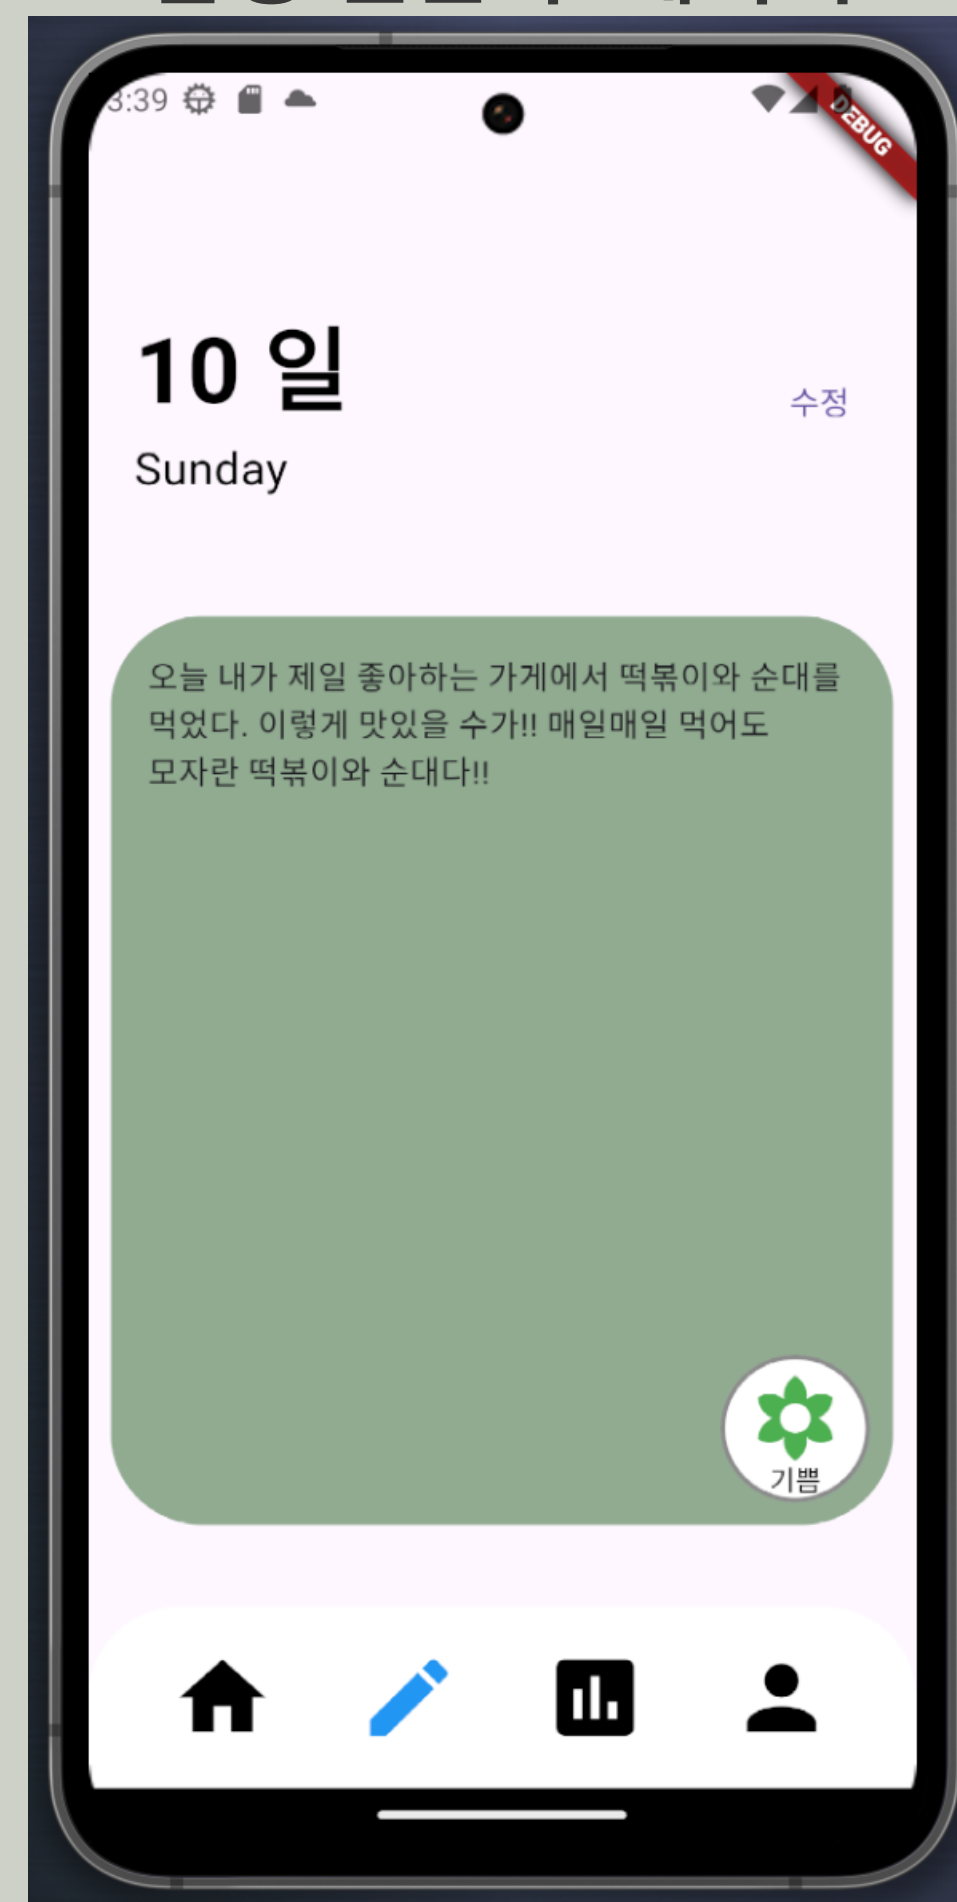 3:39
DEBUG
10 일
수정
Sunday
오늘 내가 제일 좋아하는 가게에서 떡볶이와 순대를
먹었다. 이렇게 맛있을 수가!! 매일매일 먹어도
모자란 떡볶이와 순대다!!
기쁨